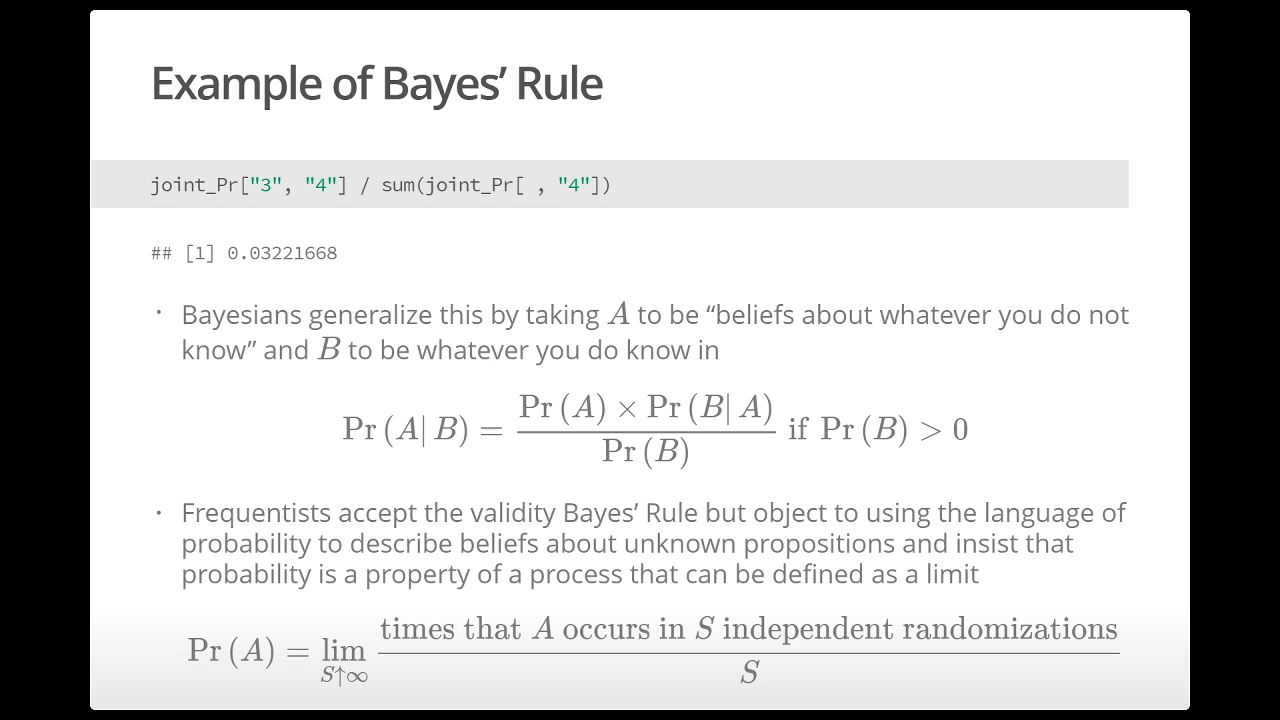 Example of Bayes’ Rule
joint_Pr["3", "4"] / sum(joint_Pr[ , "4"])
## [1] 0.03221668
· Bayesians generalize this by taking A to be “beliefs about whatever you do not
know” and B to be whatever you do know in
Pr (A| B) = Pr (A) × Pr (B| A) / Pr (B) if Pr (B) > 0
· Frequentists accept the validity Bayes’ Rule but object to using the language of
probability to describe beliefs about unknown propositions and insist that
probability is a property of a process that can be defined as a limit
Pr (A) = lim S↑∞ times that A occurs in S independent randomizations / S